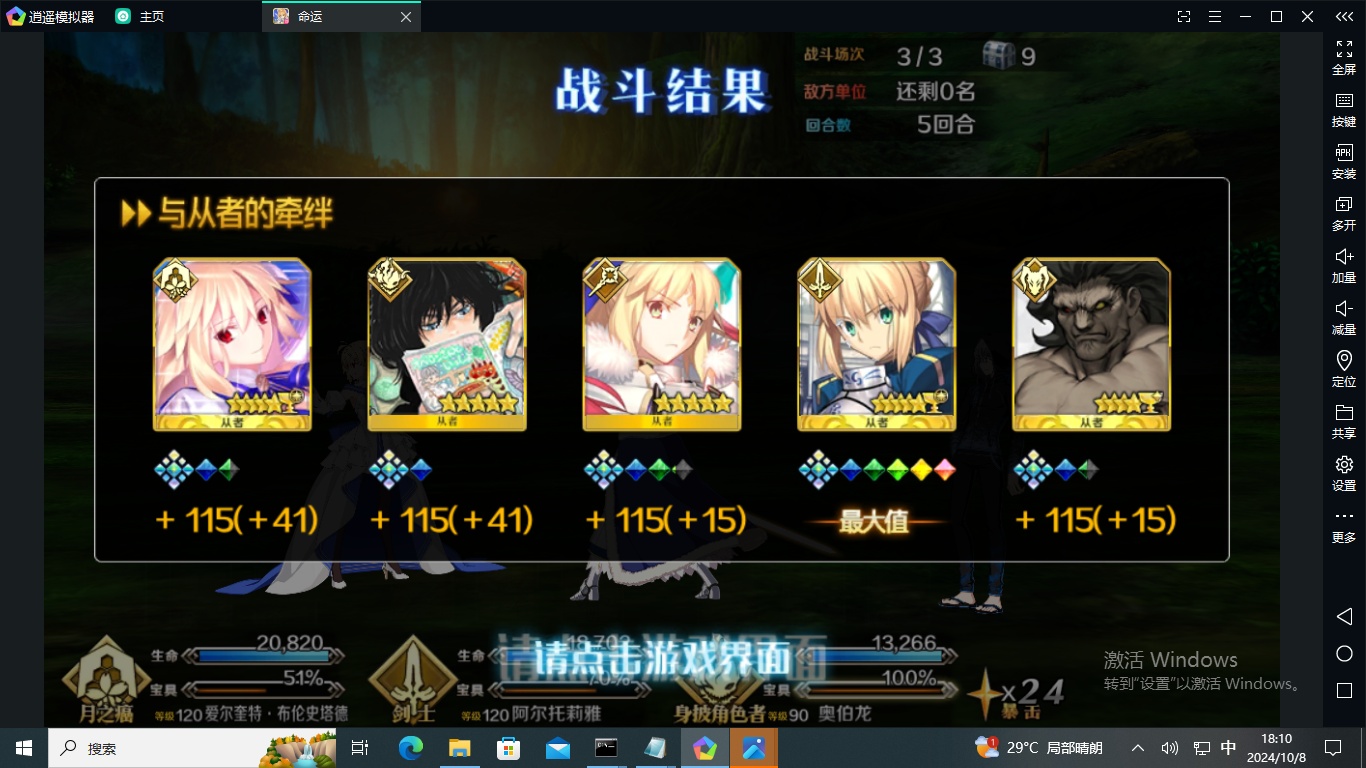 逍遥模拟器
主页
命运
战斗结果
战斗场次 3/3 9
敌方单位 还剩0名
回合数 5回合
与从者的牵绊
从者 从者 从者 从者 从者
+ 115(+41) + 115(+41) + 115(+15) 最大值 + 115(+15)
请点击游戏界面
生命 20,820 生命 生命 13,266
宝具 51% 宝具 宝具 100%
月之癌 等级120 爱尔奎特·布伦史塔德
剑士 等级120 阿尔托莉雅
身披角色者 等级90 奥伯龙
x24
暴击
激活 Windows
转到"设置"以激活 Windows。
全屏
按键
APK
安装
多开
加量
减量
定位
共享
设置
更多
搜索
1
29°C 局部晴朗
中
18:10
2024/10/8